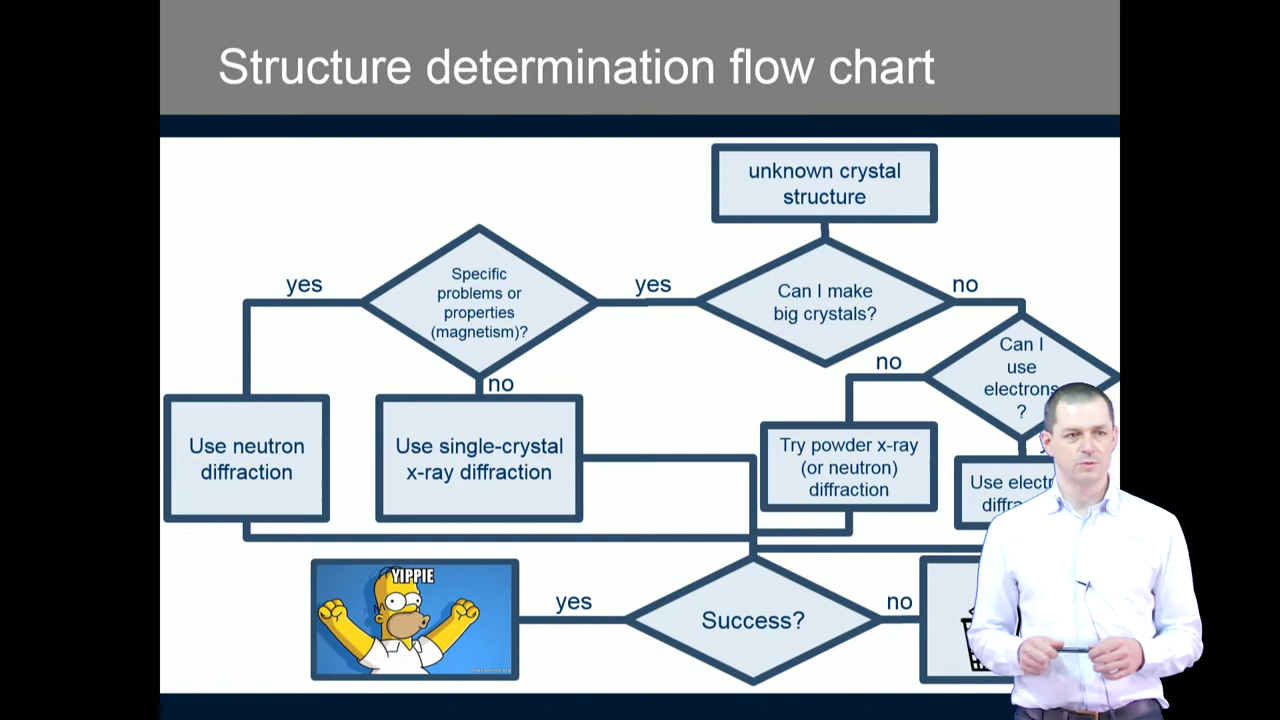 Structure determination flow chart
unknown crystal
structure
Can I make
big crystals?
yes
no
Specific
problems or
properties
(magnetism)?
yes
no
Can I
use
electrons
?
no
Use neutron
diffraction
Use single-crystal
x-ray diffraction
Try powder x-ray
(or neutron)
diffraction
Use
Success?
yes
no
YIPPIE